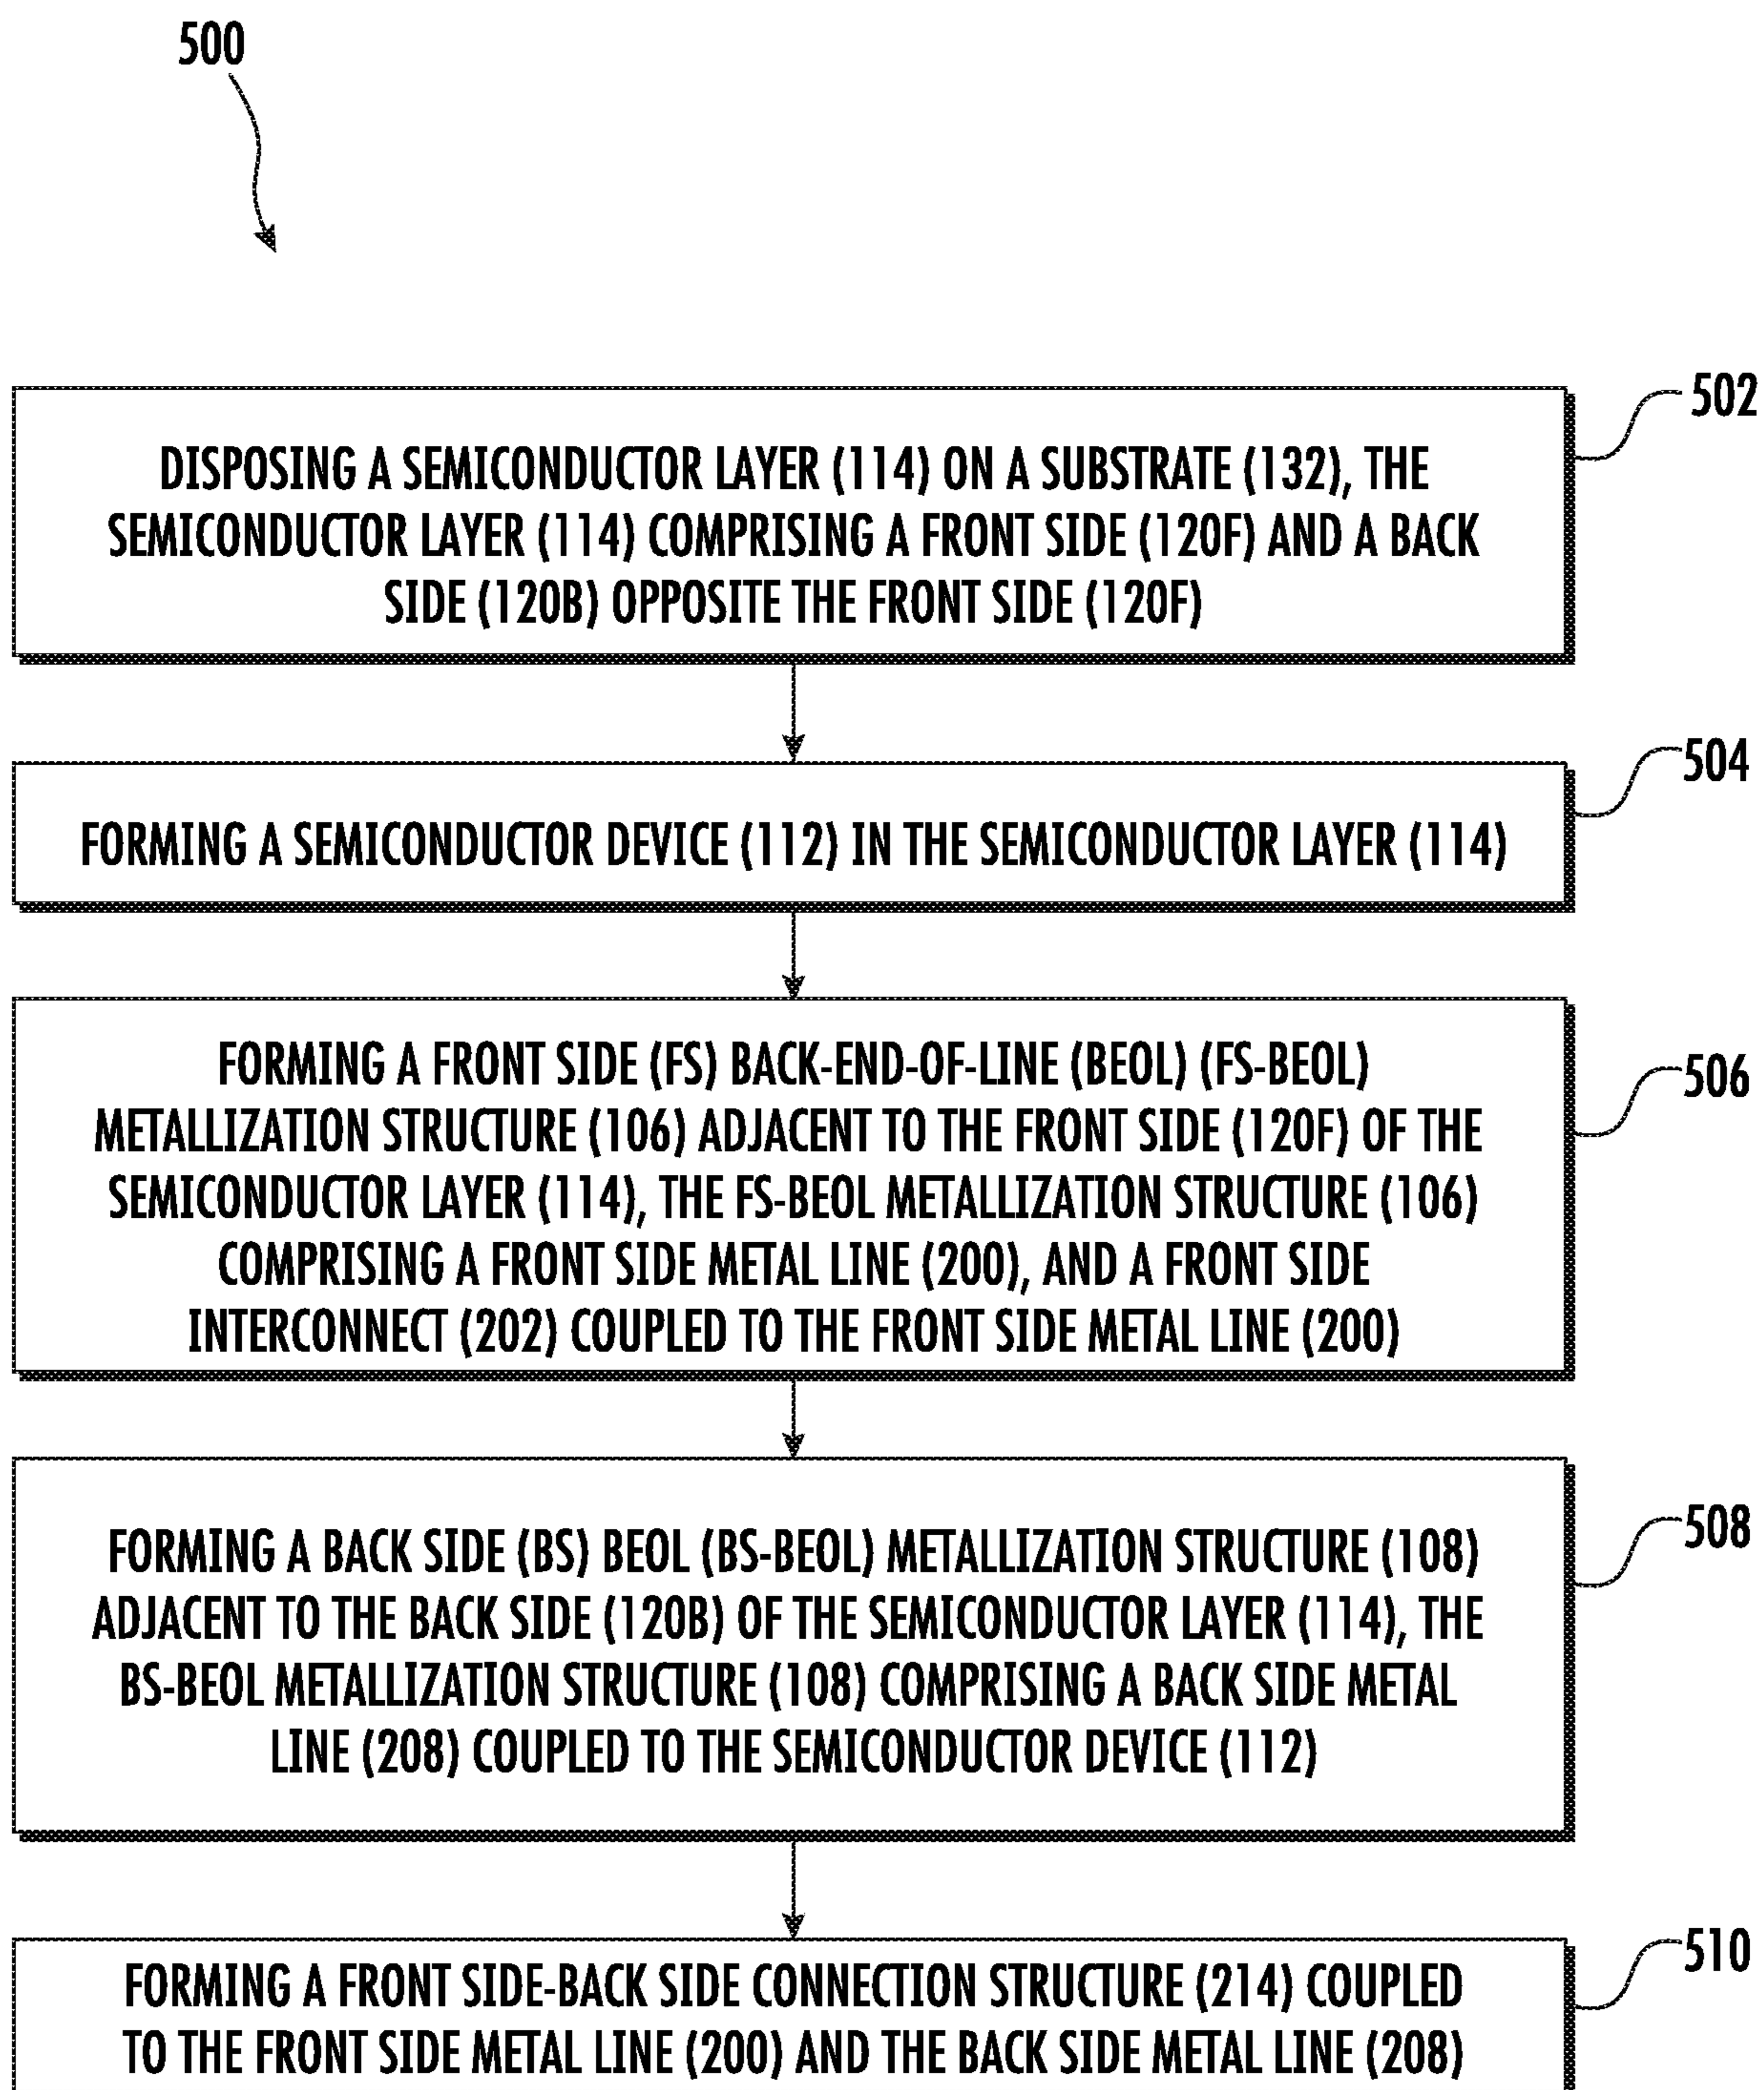 500
502
DISPOSING A SEMICONDUCTOR LAYER (114) ON A SUBSTRATE (132), THE
SEMICONDUCTOR LAYER (114) COMPRISING A FRONT SIDE (120F) AND A BACK
SIDE (120B) OPPOSITE THE FRONT SIDE (120F)
504
FORMING A SEMICONDUCTOR DEVICE (112) IN THE SEMICONDUCTOR LAYER (114)
506
FORMING A FRONT SIDE (FS) BACK-END-OF-LINE (BEOL) (FS-BEOL)
METALLIZATION STRUCTURE (106) ADJACENT TO THE FRONT SIDE (120F) OF THE
SEMICONDUCTOR LAYER (114), THE FS-BEOL METALLIZATION STRUCTURE (106)
COMPRISING A FRONT SIDE METAL LINE (200), AND A FRONT SIDE
INTERCONNECT (202) COUPLED TO THE FRONT SIDE METAL LINE (200)
508
FORMING A BACK SIDE (BS) BEOL (BS-BEOL) METALLIZATION STRUCTURE (108)
ADJACENT TO THE BACK SIDE (120B) OF THE SEMICONDUCTOR LAYER (114), THE
BS-BEOL METALLIZATION STRUCTURE (108) COMPRISING A BACK SIDE METAL
LINE (208) COUPLED TO THE SEMICONDUCTOR DEVICE (112)
510
FORMING A FRONT SIDE-BACK SIDE CONNECTION STRUCTURE (214) COUPLED
TO THE FRONT SIDE METAL LINE (200) AND THE BACK SIDE METAL LINE (208)